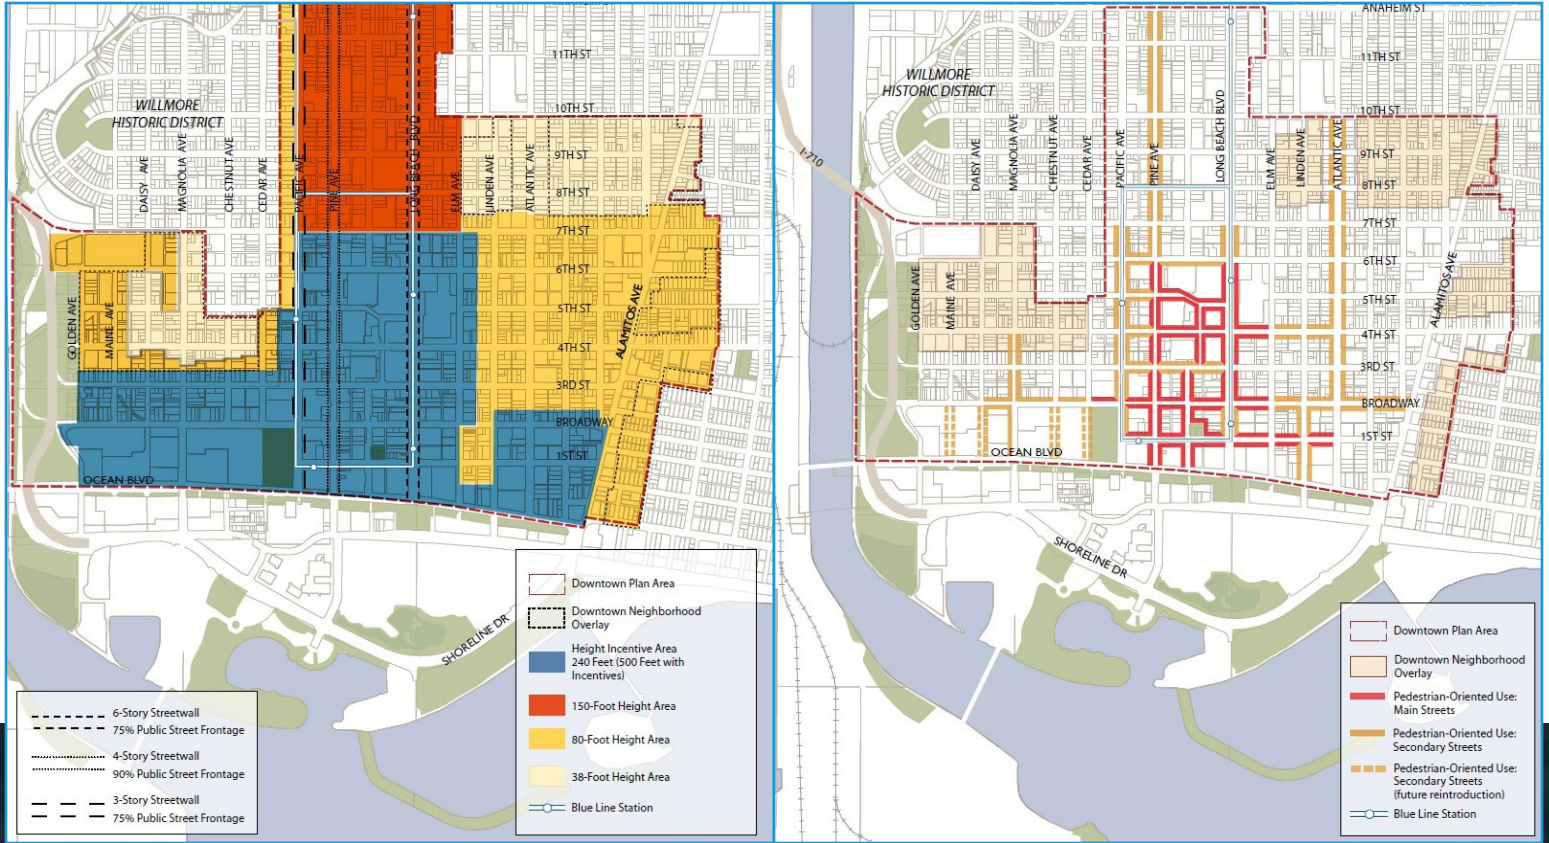 11TH ST
10TH ST
WILLMORE
HISTORIC DISTRICT
DAISY AVE
MAGNOLIA AVE
CHESTNUT AVE
CEDAR AVE
PACIFIC AVE
PINE AVE
LONG BEACH BLVD
ELM AVE
LINDEN AVE
ATLANTIC AVE
9TH ST
8TH ST
7TH ST
6TH ST
5TH ST
4TH ST
3RD ST
BROADWAY
1ST ST
GOLDEN AVE
MAINE AVE
ALAMITOS AVE
OCEAN BLVD
SHORELINE DR
6-Story Streetwall
75% Public Street Frontage
4-Story Streetwall
90% Public Street Frontage
3-Story Streetwall
75% Public Street Frontage
Downtown Plan Area
Downtown Neighborhood
Overlay
Height Incentive Area
240 Feet (500 Feet with
Incentives)
150-Foot Height Area
80-Foot Height Area
38-Foot Height Area
Blue Line Station
ANAHEIM ST
11TH ST
10TH ST
WILLMORE
HISTORIC DISTRICT
I-710
DAISY AVE
MAGNOLIA AVE
CHESTNUT AVE
CEDAR AVE
PACIFIC AVE
PINE AVE
LONG BEACH BLVD
ELM AVE
LINDEN AVE
ATLANTIC AVE
9TH ST
8TH ST
7TH ST
6TH ST
5TH ST
4TH ST
3RD ST
BROADWAY
1ST ST
GOLDEN AVE
MAINE AVE
ALAMITOS AVE
OCEAN BLVD
SHORELINE DR
Downtown Plan Area
Downtown Neighborhood
Overlay
Pedestrian-Oriented Use:
Main Streets
Pedestrian-Oriented Use:
Secondary Streets
Pedestrian-Oriented Use:
Secondary Streets
(future reintroduction)
Blue Line Station